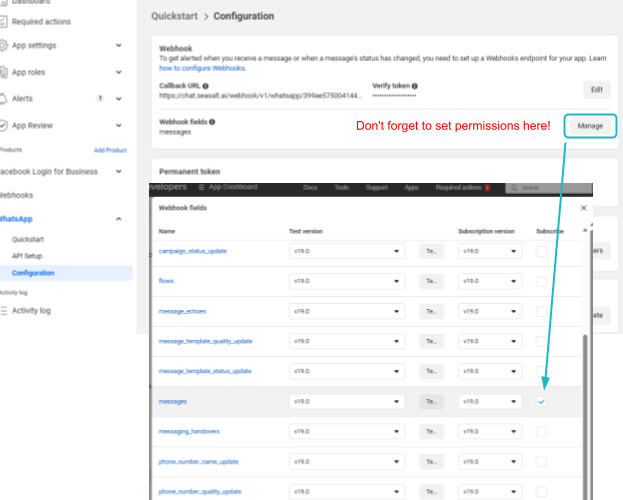 Dashboard
Required actions
App settings
App roles
Alerts 1
App Review
Products Add Product
Facebook Login for Business
Webhooks
WhatsApp
Quickstart
API Setup
Configuration
Activity log
Activity log
Quickstart > Configuration
Webhook
To get alerted when you receive a message or when a message's status has changed, you need to set up a Webhooks endpoint for your app. Learn
how to configure Webhooks.
Callback URL Verify token
https://chat.seasalt.ai/webhook/v1/whatsapp/399ae575004144... ••••••••••••••••••
Edit
Webhook fields
messages
Don't forget to set permissions here!
Manage
Permanent token
velopers App Dashboard Docs Tools Support Apps Required actions Search
Webhook fields
Name Test version Subscription version Subscribe
campaign_status_update v19.0 Te... v19.0
flows v19.0 Te... v19.0
message_echoes v19.0 Te... v19.0
message_template_quality_update v19.0 Te... v19.0
message_template_status_update v19.0 Te... v19.0
messages v19.0 Te... v19.0
messaging_handovers v19.0 Te... v19.0
phone_number_name_update v19.0 Te... v19.0
phone_number_quality_update v19.0 Te... v19.0
ers
ete